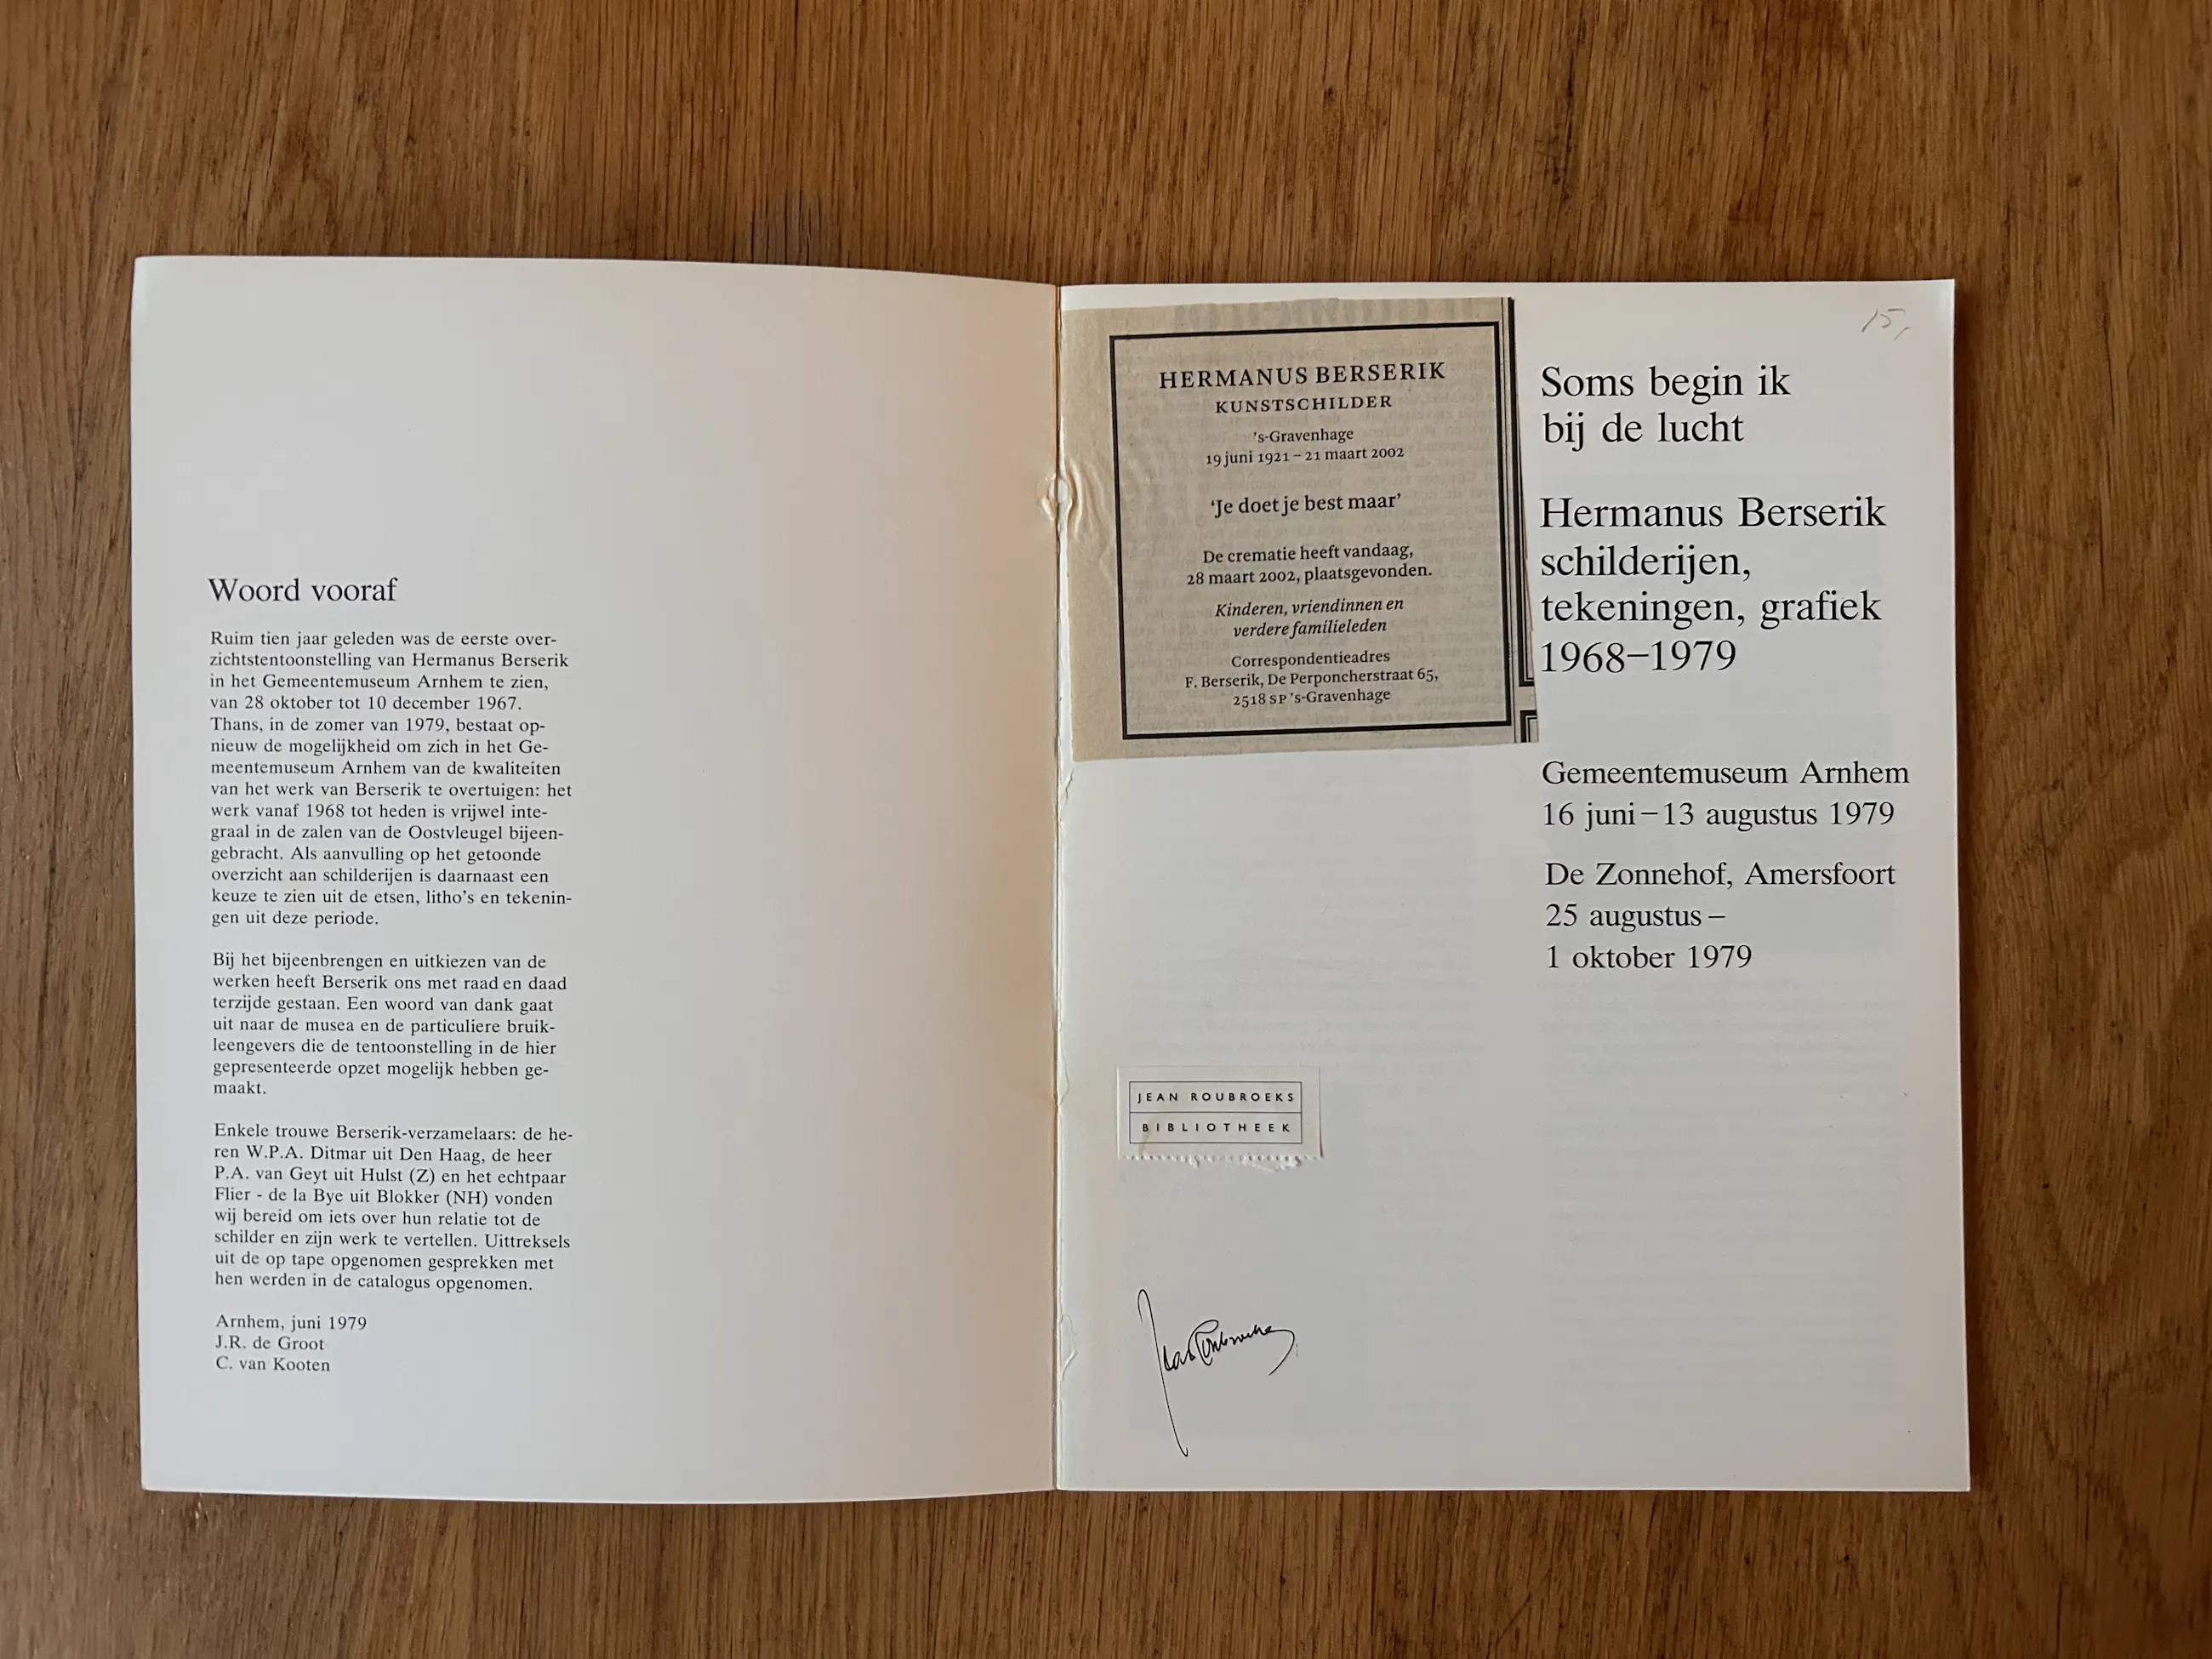 Woord vooraf
Ruim tien jaar geleden was de eerste over-
zichtstentoonstelling van Hermanus Berserik
in het Gemeentemuseum Arnhem te zien,
van 28 oktober tot 10 december 1967.
Thans, in de zomer van 1979, bestaat op-
nieuw de mogelijkheid om zich in het Ge-
meentemuseum Arnhem van de kwaliteiten
van het werk van Berserik te overtuigen: het
werk vanaf 1968 tot heden is vrijwel inte-
graal in de zalen van de Oostvleugel bijeen-
gebracht. Als aanvulling op het getoonde
overzicht aan schilderijen is daarnaast een
keuze te zien uit de etsen, litho's en tekenin-
gen uit deze periode.
Bij het bijeenbrengen en uitkiezen van de
werken heeft Berserik ons met raad en daad
terzijde gestaan. Een woord van dank gaat
uit naar de musea en de particuliere bruik-
leengevers die de tentoonstelling in de hier
gepresenteerde opzet mogelijk hebben ge-
maakt.
Enkele trouwe Berserik-verzamelaars: de he-
ren W.P.A. Ditmar uit Den Haag, de heer
P.A. van Geyt uit Hulst (Z) en het echtpaar
Flier - de la Bye uit Blokker (NH) vonden
wij bereid om iets over hun relatie tot de
schilder en zijn werk te vertellen. Uittreksels
uit de op tape opgenomen gesprekken met
hen werden in de catalogus opgenomen.
Arnhem, juni 1979
J.R. de Groot
C. van Kooten
HERMANUS BERSERIK
KUNSTSCHILDER
's-Gravenhage
19 juni 1921 – 21 maart 2002
'Je doet je best maar'
De crematie heeft vandaag,
28 maart 2002, plaatsgevonden.
Kinderen, vriendinnen en
verdere familieleden
Correspondentieadres
F. Berserik, De Perponcherstraat 65,
2518 SP 's-Gravenhage
15,
Soms begin ik
bij de lucht
Hermanus Berserik
schilderijen,
tekeningen, grafiek
1968–1979
Gemeentemuseum Arnhem
16 juni – 13 augustus 1979
De Zonnehof, Amersfoort
25 augustus –
1 oktober 1979
JEAN ROUBROEKS
BIBLIOTHEEK